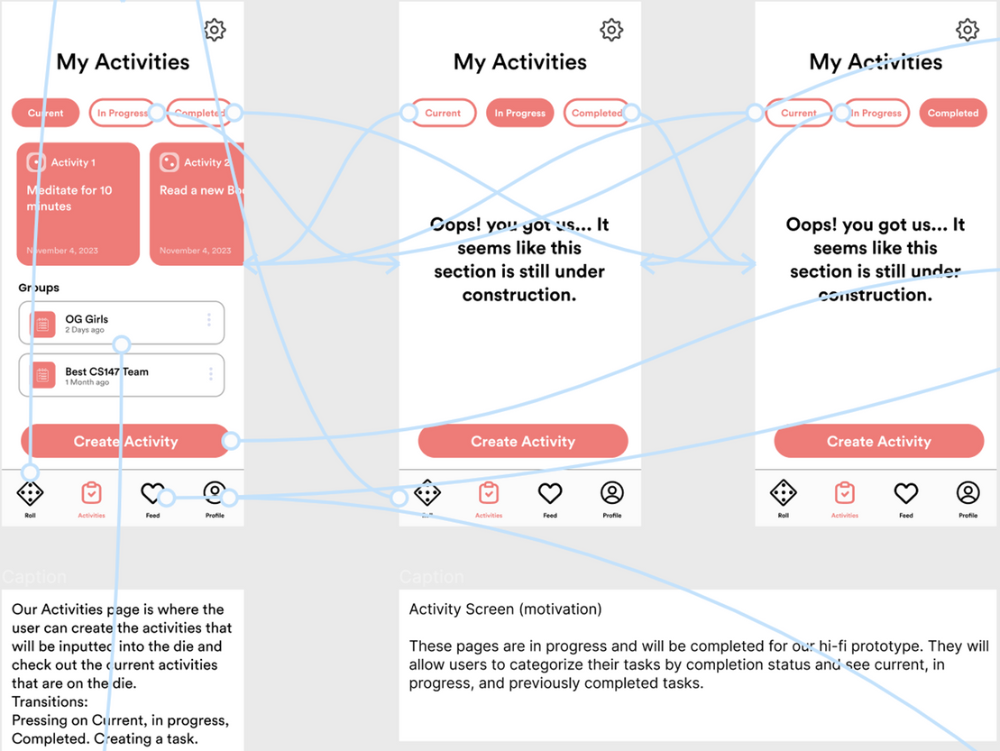 My Activities
Current
In Progress
Completed
Activity 1
Meditate for 10
minutes
November 4, 2023
Activity 2
Read a new Boo
November 4, 2023
Groups
OG Girls
2 Days ago
Best CS147 Team
1 Month ago
Create Activity
Roll
Activities
Feed
Profile
My Activities
Current
In Progress
Completed
Oops! you got us... It
seems like this
section is still under
construction.
Create Activity
Roll
Activities
Feed
Profile
My Activities
Current
In Progress
Completed
Oops! you got us... It
seems like this
section is still under
construction.
Create Activity
Roll
Activities
Feed
Profile
Caption
Our Activities page is where the
user can create the activities that
will be inputted into the die and
check out the current activities
that are on the die.
Transitions:
Pressing on Current, in progress,
Completed. Creating a task.
Caption
Activity Screen (motivation)
These pages are in progress and will be completed for our hi-fi prototype. They will
allow users to categorize their tasks by completion status and see current, in
progress, and previously completed tasks.